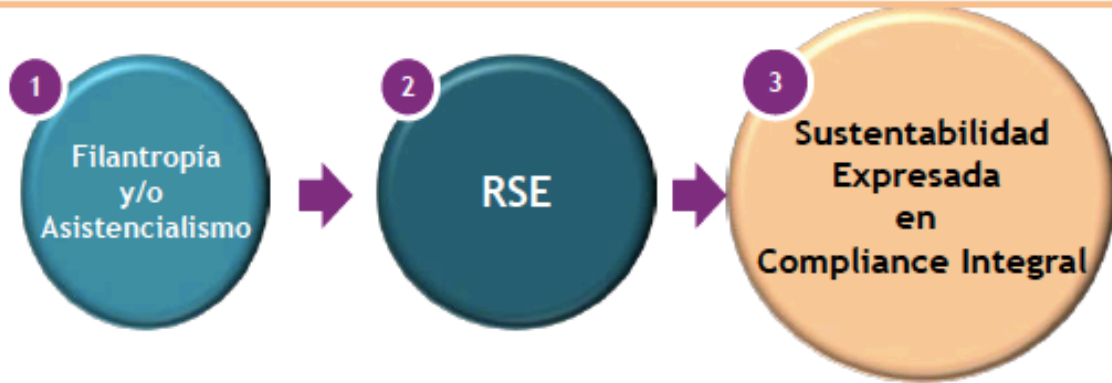 1
Filantropía
y/o
Asistencialismo
2
RSE
3
Sustentabilidad
Expresada
en
Compliance Integral